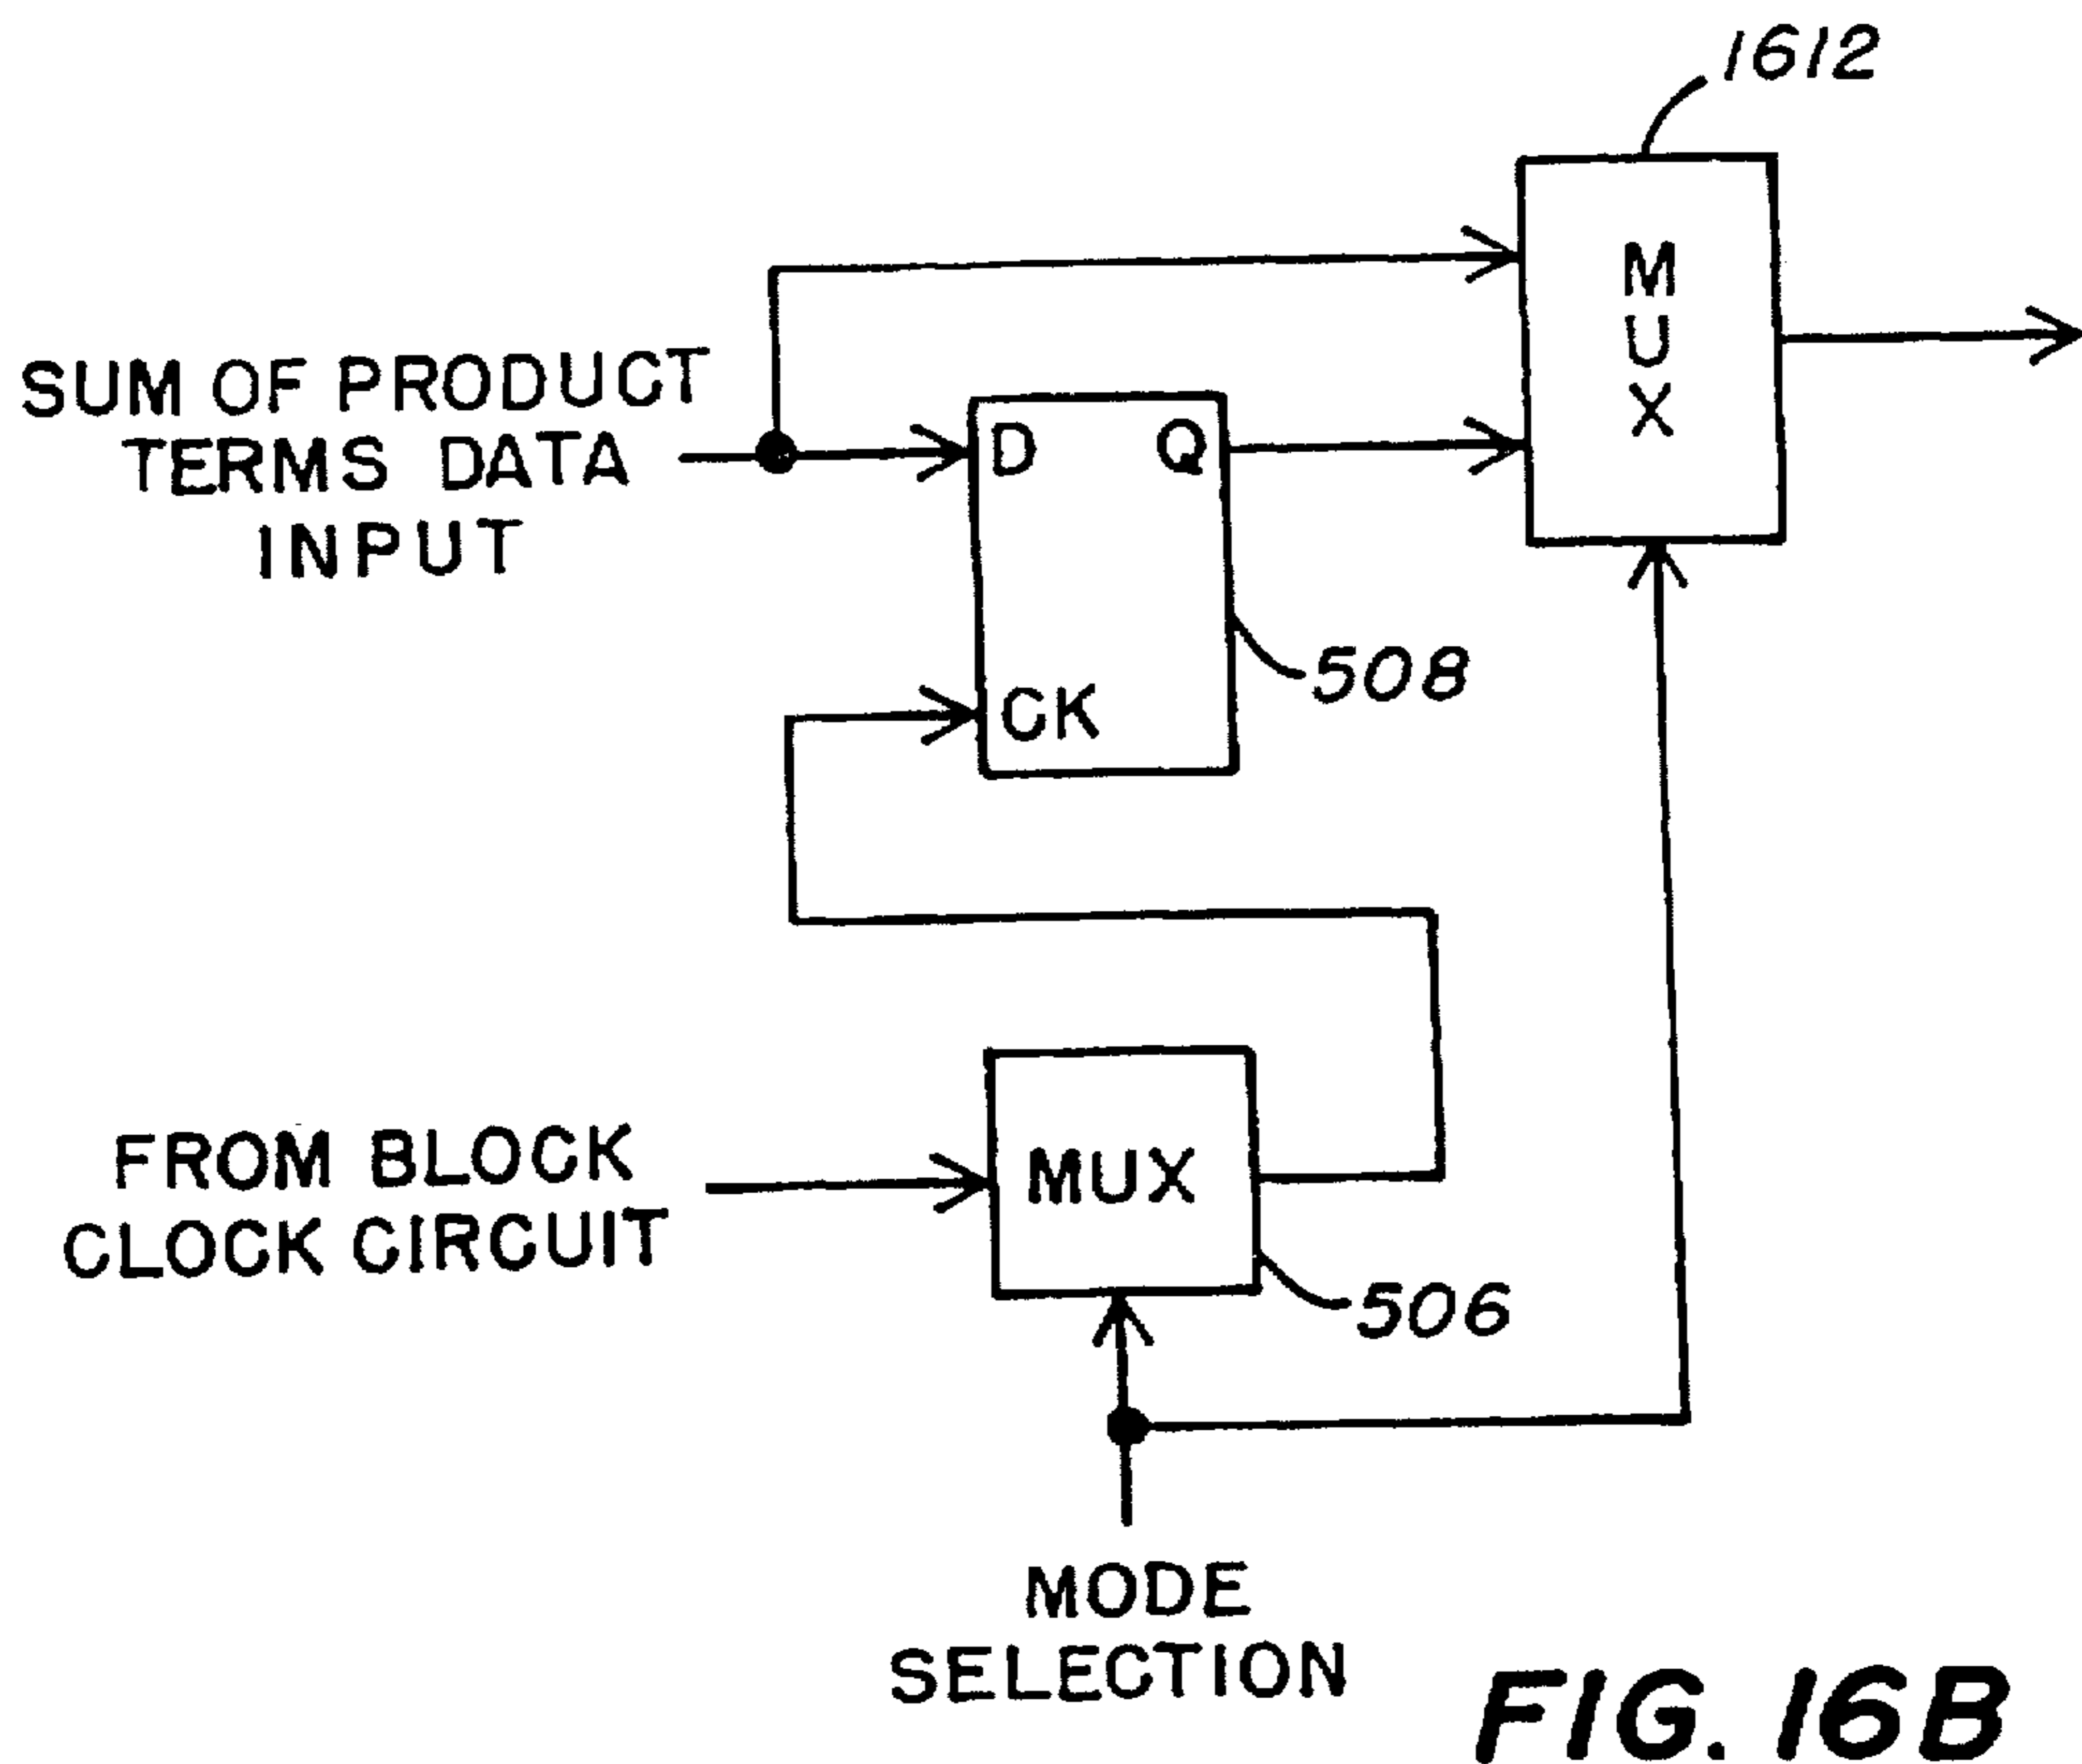 1612
M
U
X
SUM OF PRODUCT
TERMS DATA
INPUT
D Q
CK
508
FROM BLOCK
CLOCK CIRCUIT
MUX
506
MODE
SELECTION
FIG. 16B